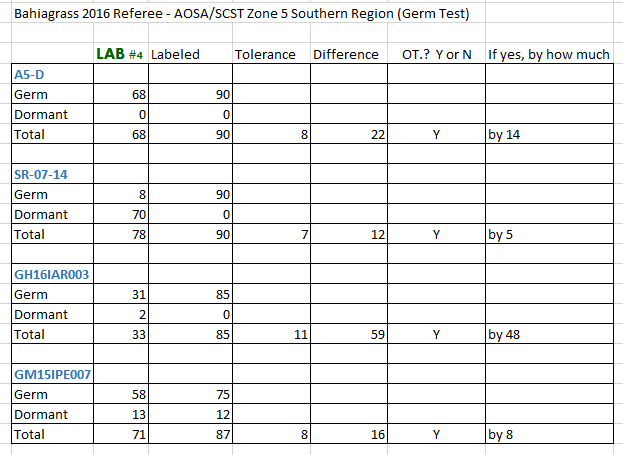 Bahiagrass 2016 Referee - AOSA/SCST Zone 5 Southern Region (Germ Test)
LAB #4 Labeled Tolerance Difference OT.? Y or N If yes, by how much
A5-D
Germ 68 90
Dormant 0 0
Total 68 90 8 22 Y by 14
SR-07-14
Germ 8 90
Dormant 70 0
Total 78 90 7 12 Y by 5
GH16IAR003
Germ 31 85
Dormant 2 0
Total 33 85 11 59 Y by 48
GM15IPE007
Germ 58 75
Dormant 13 12
Total 71 87 8 16 Y by 8